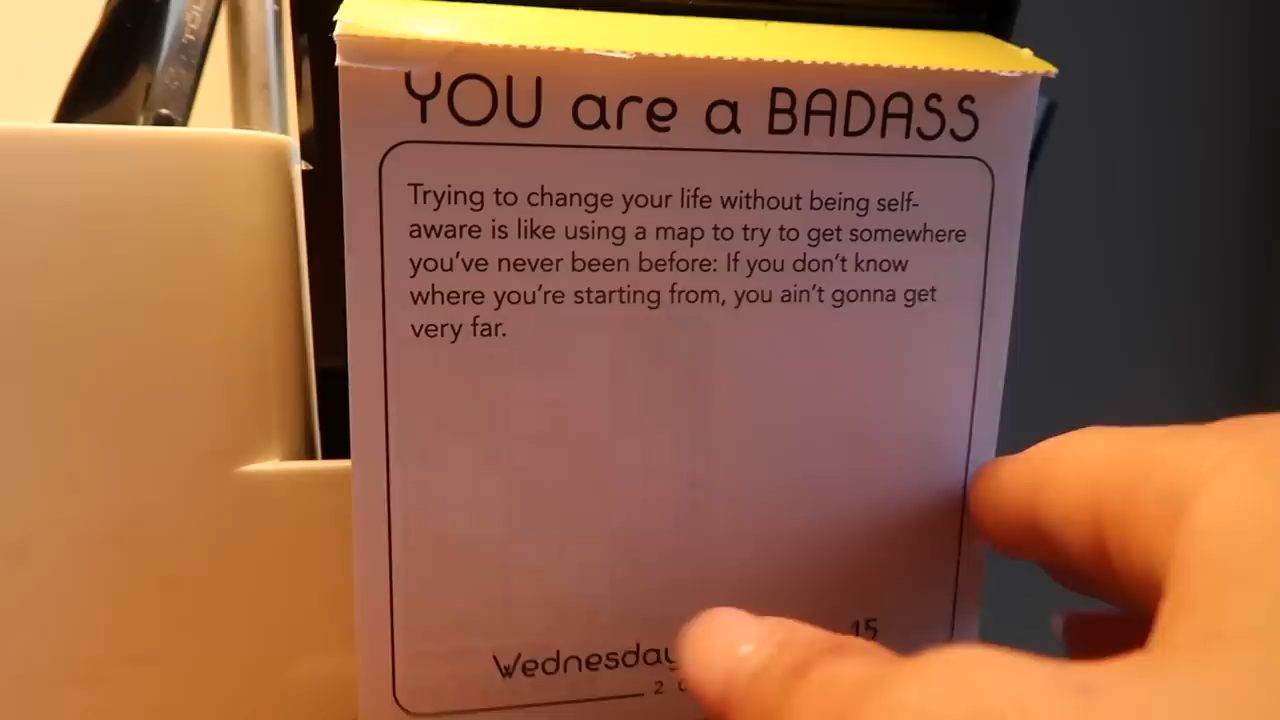 YOU are a BADASS
Trying to change your life without being self-
aware is like using a map to try to get somewhere
you've never been before: If you don't know
where you're starting from, you ain't gonna get
very far.
Wednesday 15
2